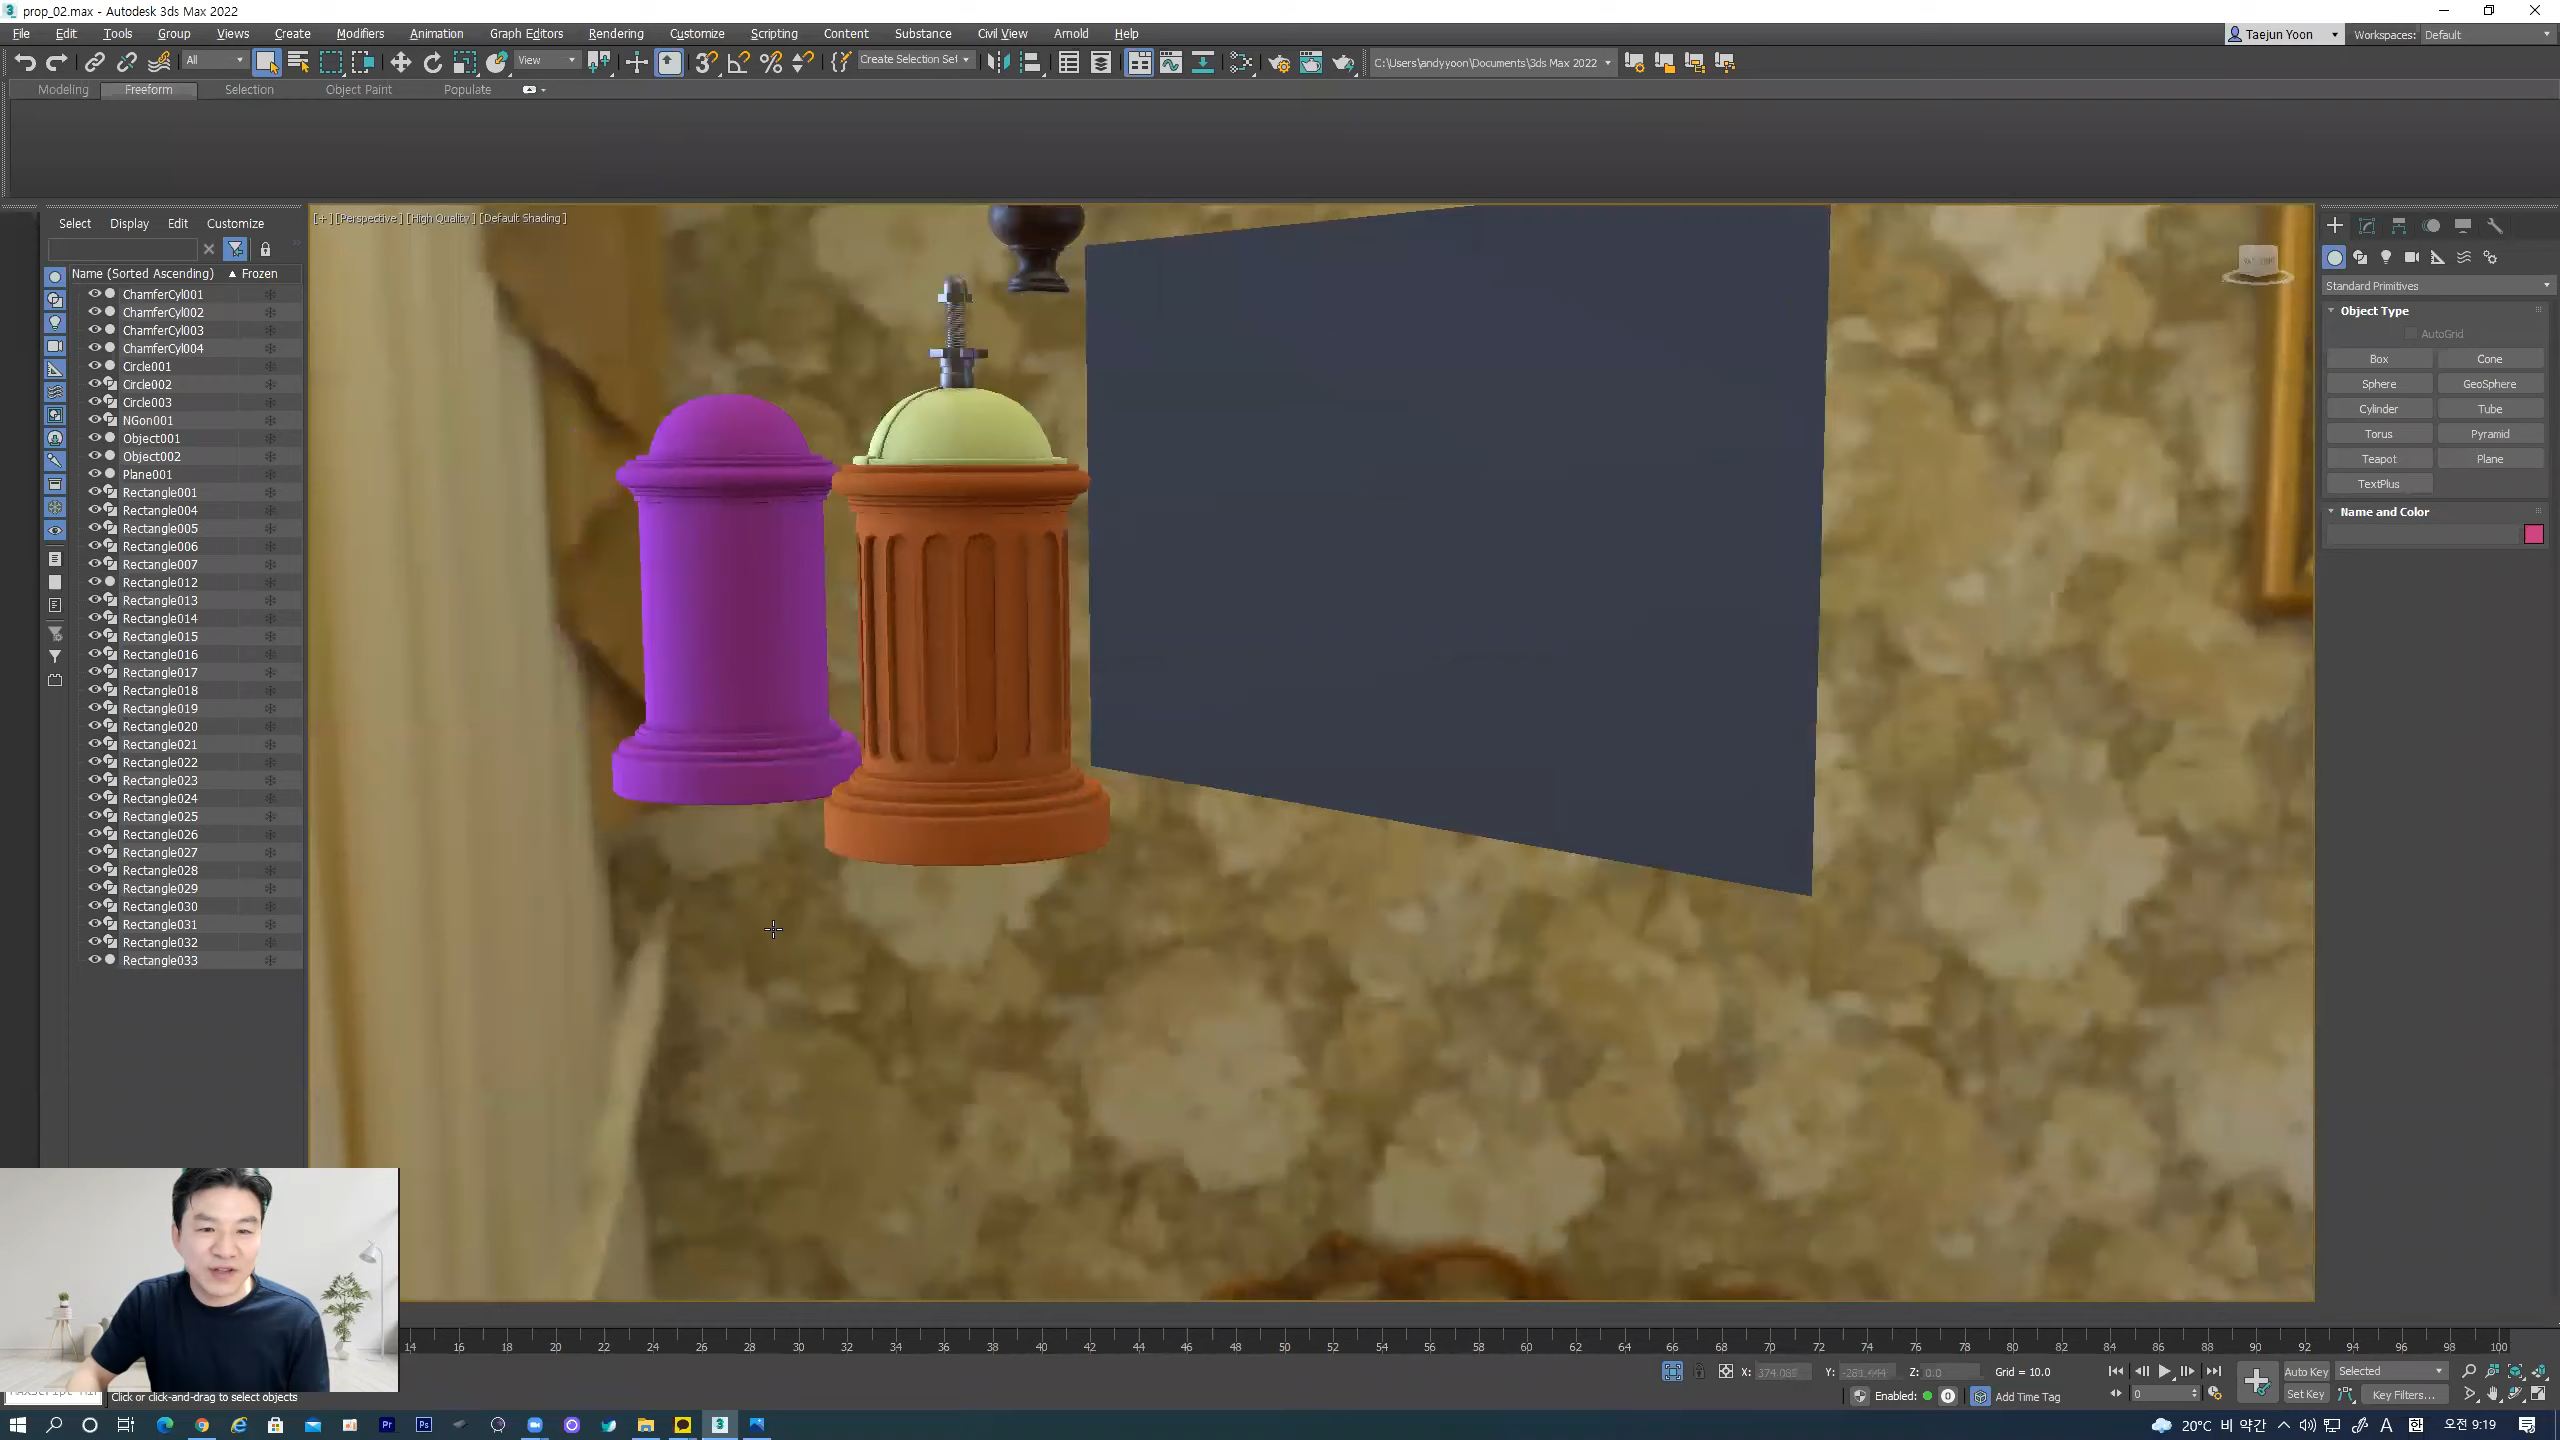 prop_02.max - Autodesk 3ds Max 2022
File Edit Tools Group Views Create Modifiers Animation Graph Editors Rendering Customize Scripting Content Substance Civil View Arnold Help
Taejun Yoon
Workspaces: Default
All
View
Create Selection Set
C:\Users\andyyoon\Documents\3ds Max 2022
Modeling Freeform Selection Object Paint Populate
Select Display Edit Customize
[+] [Perspective] [High Quality] [Default Shading]
Name (Sorted Ascending) ▲ Frozen
ChamferCyl001
ChamferCyl002
ChamferCyl003
ChamferCyl004
Circle001
Circle002
Circle003
NGon001
Object001
Object002
Plane001
Rectangle001
Rectangle004
Rectangle005
Rectangle006
Rectangle007
Rectangle012
Rectangle013
Rectangle014
Rectangle015
Rectangle016
Rectangle017
Rectangle018
Rectangle019
Rectangle020
Rectangle021
Rectangle022
Rectangle023
Rectangle024
Rectangle025
Rectangle026
Rectangle027
Rectangle028
Rectangle029
Rectangle030
Rectangle031
Rectangle032
Rectangle033
Standard Primitives
Object Type
AutoGrid
Box Cone
Sphere GeoSphere
Cylinder Tube
Torus Pyramid
Teapot Plane
TextPlus
Name and Color
14 16 18 20 22 24 26 28 30 32 34 36 38 40 42 44 46 48 50 52 54 56 58 60 62 64 66 68 70 72 74 76 78 80 82 84 86 88 90 92 94 96 98 100
X: 374.089 Y: -281.444 Z: 0.0 Grid = 10.0
Auto Key Selected
Click or click-and-drag to select objects
Enabled: 0 Add Time Tag
0
Set Key Key Filters...
20°C 비 약간 A 한 오전 9:19